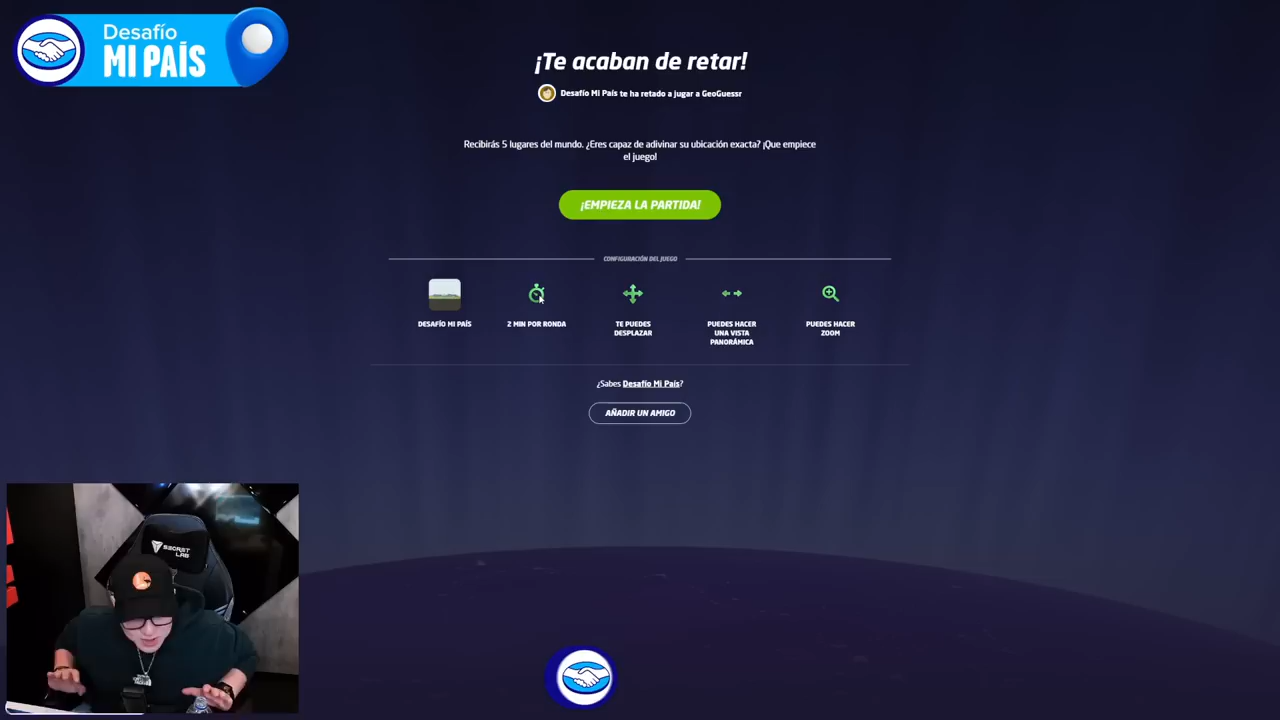 Desafío
MI PAÍS
¡Te acaban de retar!
Desafío Mi País te ha retado a jugar a GeoGuessr
Recibirás 5 lugares del mundo. ¿Eres capaz de adivinar su ubicación exacta? ¡Que empiece
el juego!
¡EMPIEZA LA PARTIDA!
CONFIGURACIÓN DEL JUEGO
DESAFÍO MI PAÍS
2 MIN POR RONDA
TE PUEDES
DESPLAZAR
PUEDES HACER
UNA VISTA
PANORÁMICA
PUEDES HACER
ZOOM
¿Sabes Desafío Mi País?
AÑADIR UN AMIGO
SECRET
LAB